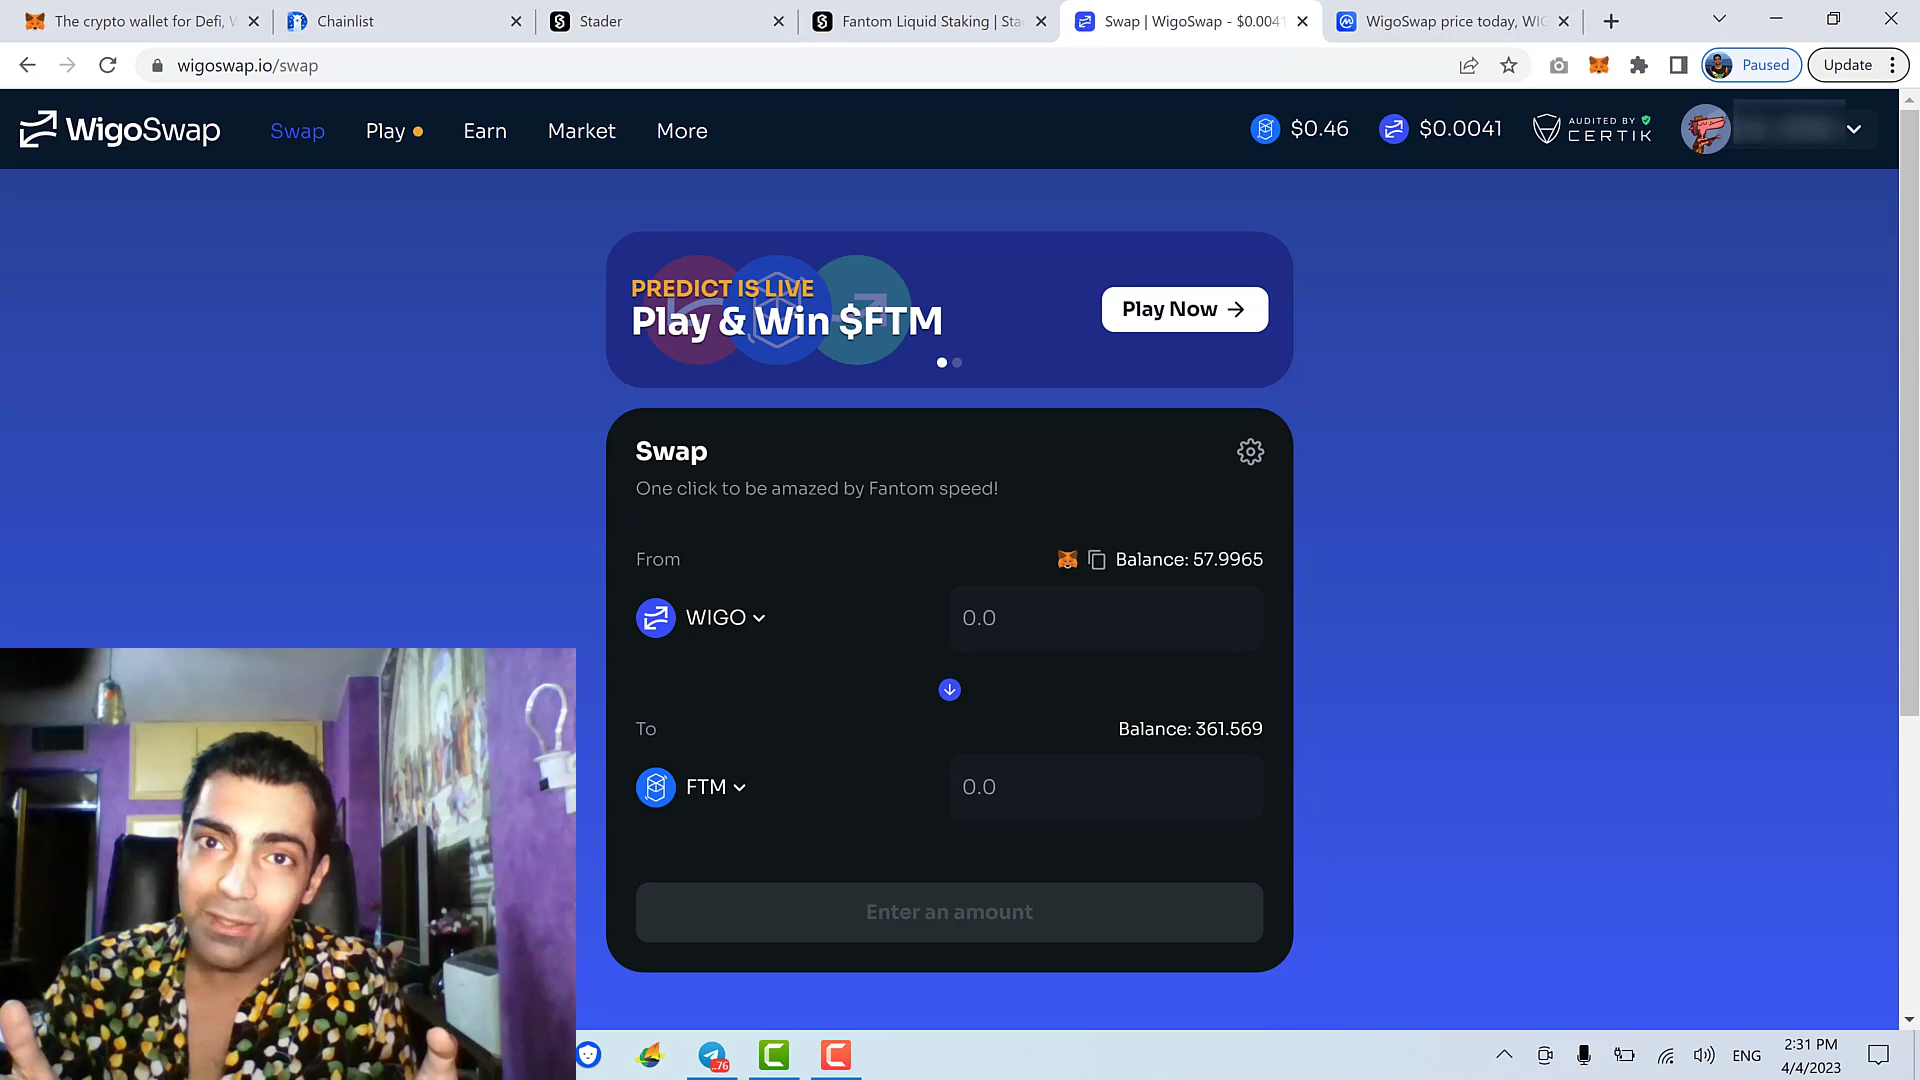 The crypto wallet for Defi, W
Chainlist
Stader
Fantom Liquid Staking | Sta
Swap | WigoSwap - $0.0041
WigoSwap price today, WIG
wigoswap.io/swap
Paused
Update
WigoSwap
Swap
Play
Earn
Market
More
$0.46
$0.0041
AUDITED BY
CERTIK
PREDICT IS LIVE
Play & Win $FTM
Play Now →
Swap
One click to be amazed by Fantom speed!
From
Balance: 57.9965
WIGO
0.0
To
Balance: 361.569
FTM
0.0
Enter an amount
..76
ENG
2:31 PM
4/4/2023